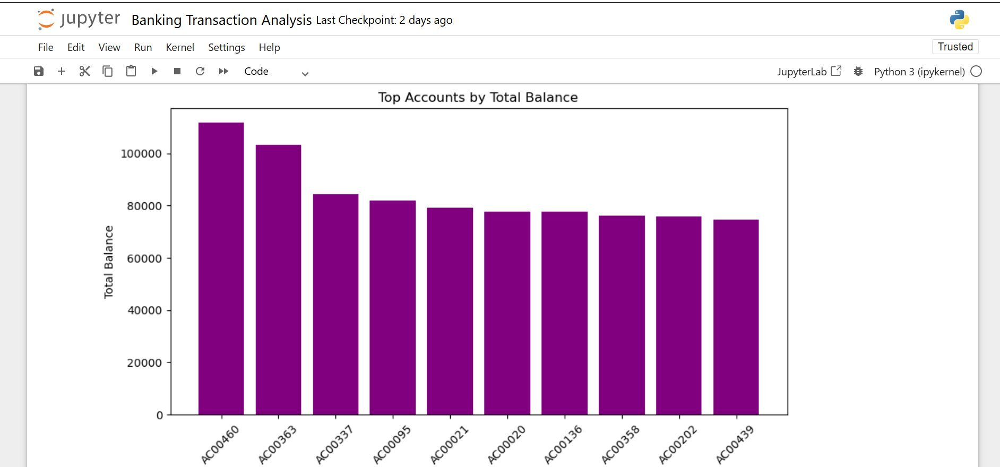 jupyter Banking Transaction Analysis Last Checkpoint: 2 days ago
File Edit View Run Kernel Settings Help Trusted
Code JupyterLab Python 3 (ipykernel)
Top Accounts by Total Balance
Total Balance
100000
80000
60000
40000
20000
0
AC00460 AC00363 AC00337 AC00095 AC00021 AC00020 AC00136 AC00358 AC00202 AC00439